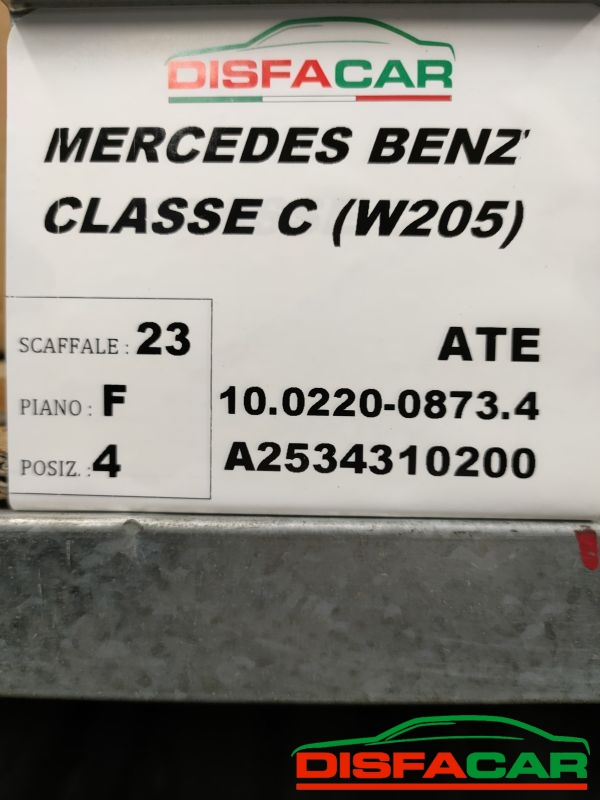 DISFACAR
MERCEDES BENZ
CLASSE C (W205)
SCAFFALE : 23
PIANO : F
POSIZ. : 4
ATE
10.0220-0873.4
A2534310200
DISFACAR